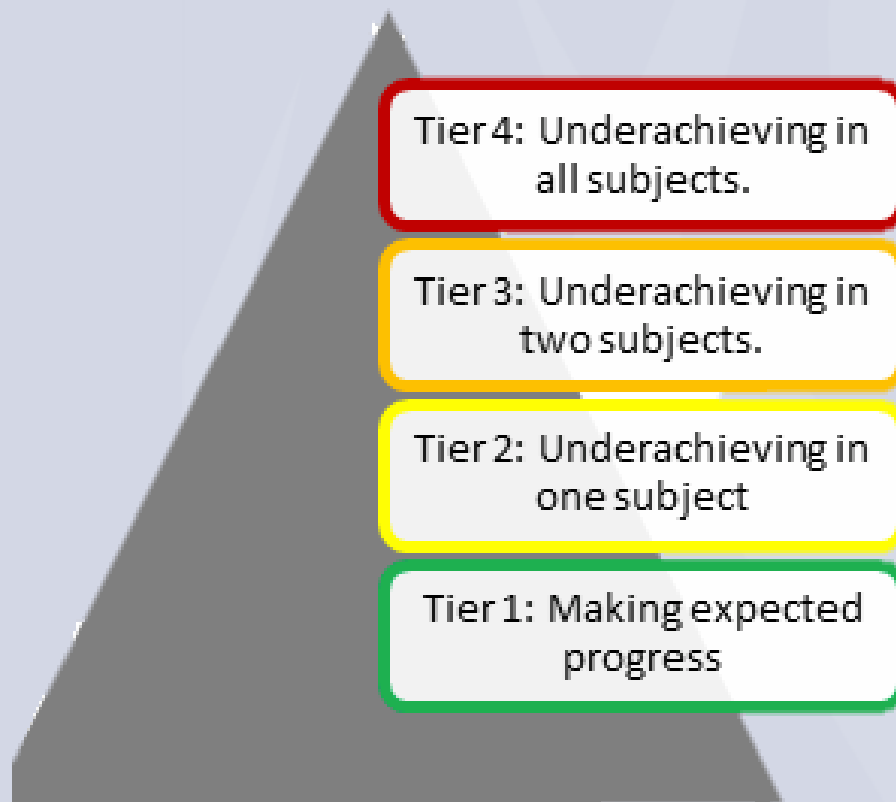 Tier 4: Underachieving in
all subjects.
Tier 3: Underachieving in
two subjects.
Tier 2: Underachieving in
one subject
Tier 1: Making expected
progress